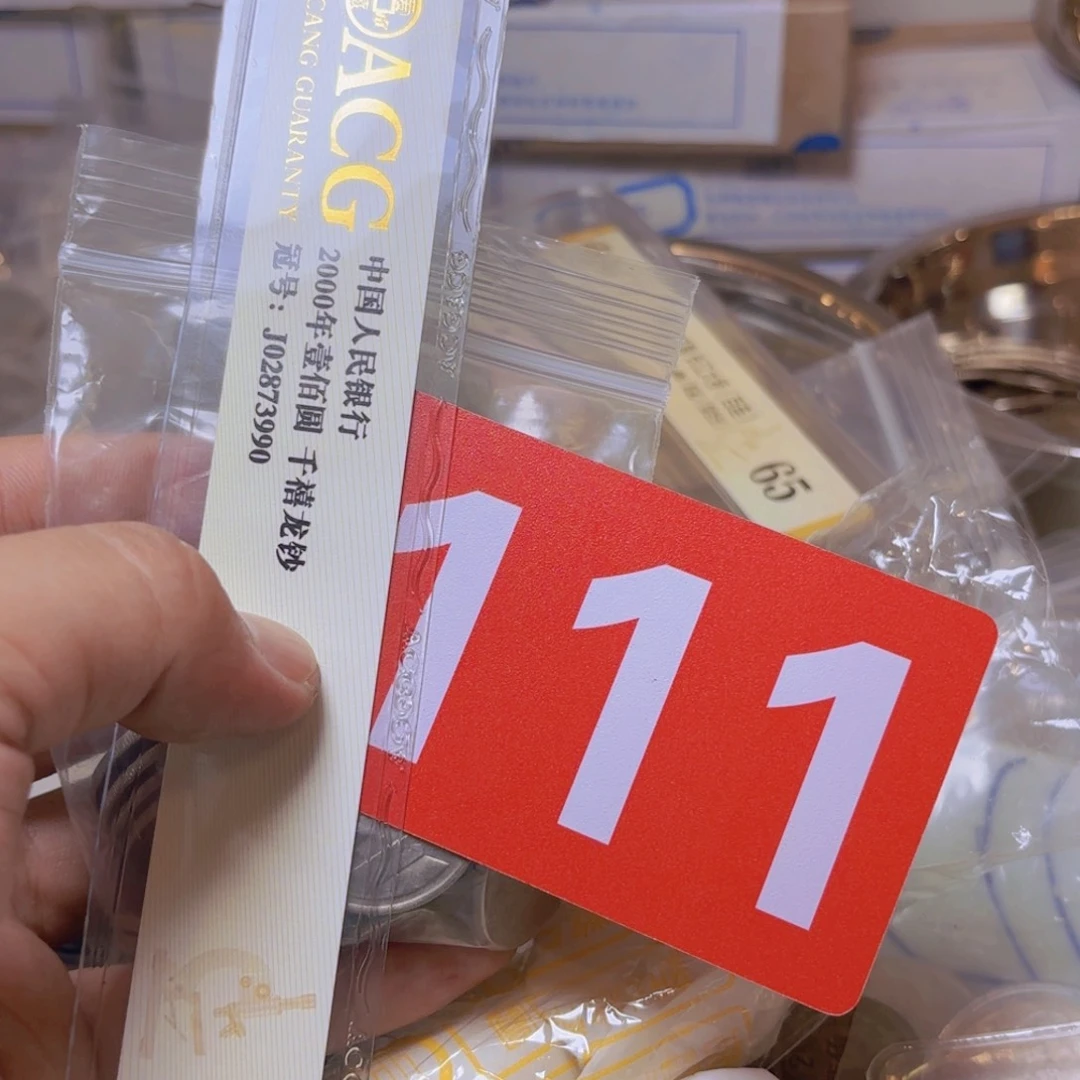 ACG
CANG GUARANTY
中国人民银行
2000年壹佰圆 千禧龙钞
冠号：J02873990
111
65